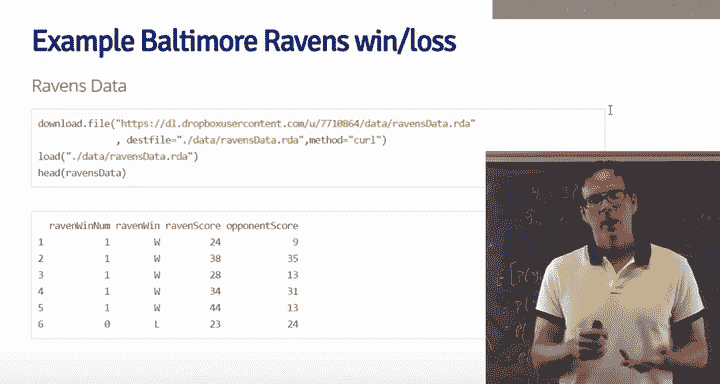 Example Baltimore Ravens win/loss
Ravens Data
download.file("https://dl.dropboxusercontent.com/u/7710864/data/ravensData.rda"
, destfile="./data/ravensData.rda",method="curl")
load("./data/ravensData.rda")
head(ravensData)
ravenWinNum ravenWin ravenScore opponentScore
1 1 W 24 9
2 1 W 38 35
3 1 W 28 13
4 1 W 34 31
5 1 W 44 13
6 0 L 23 24